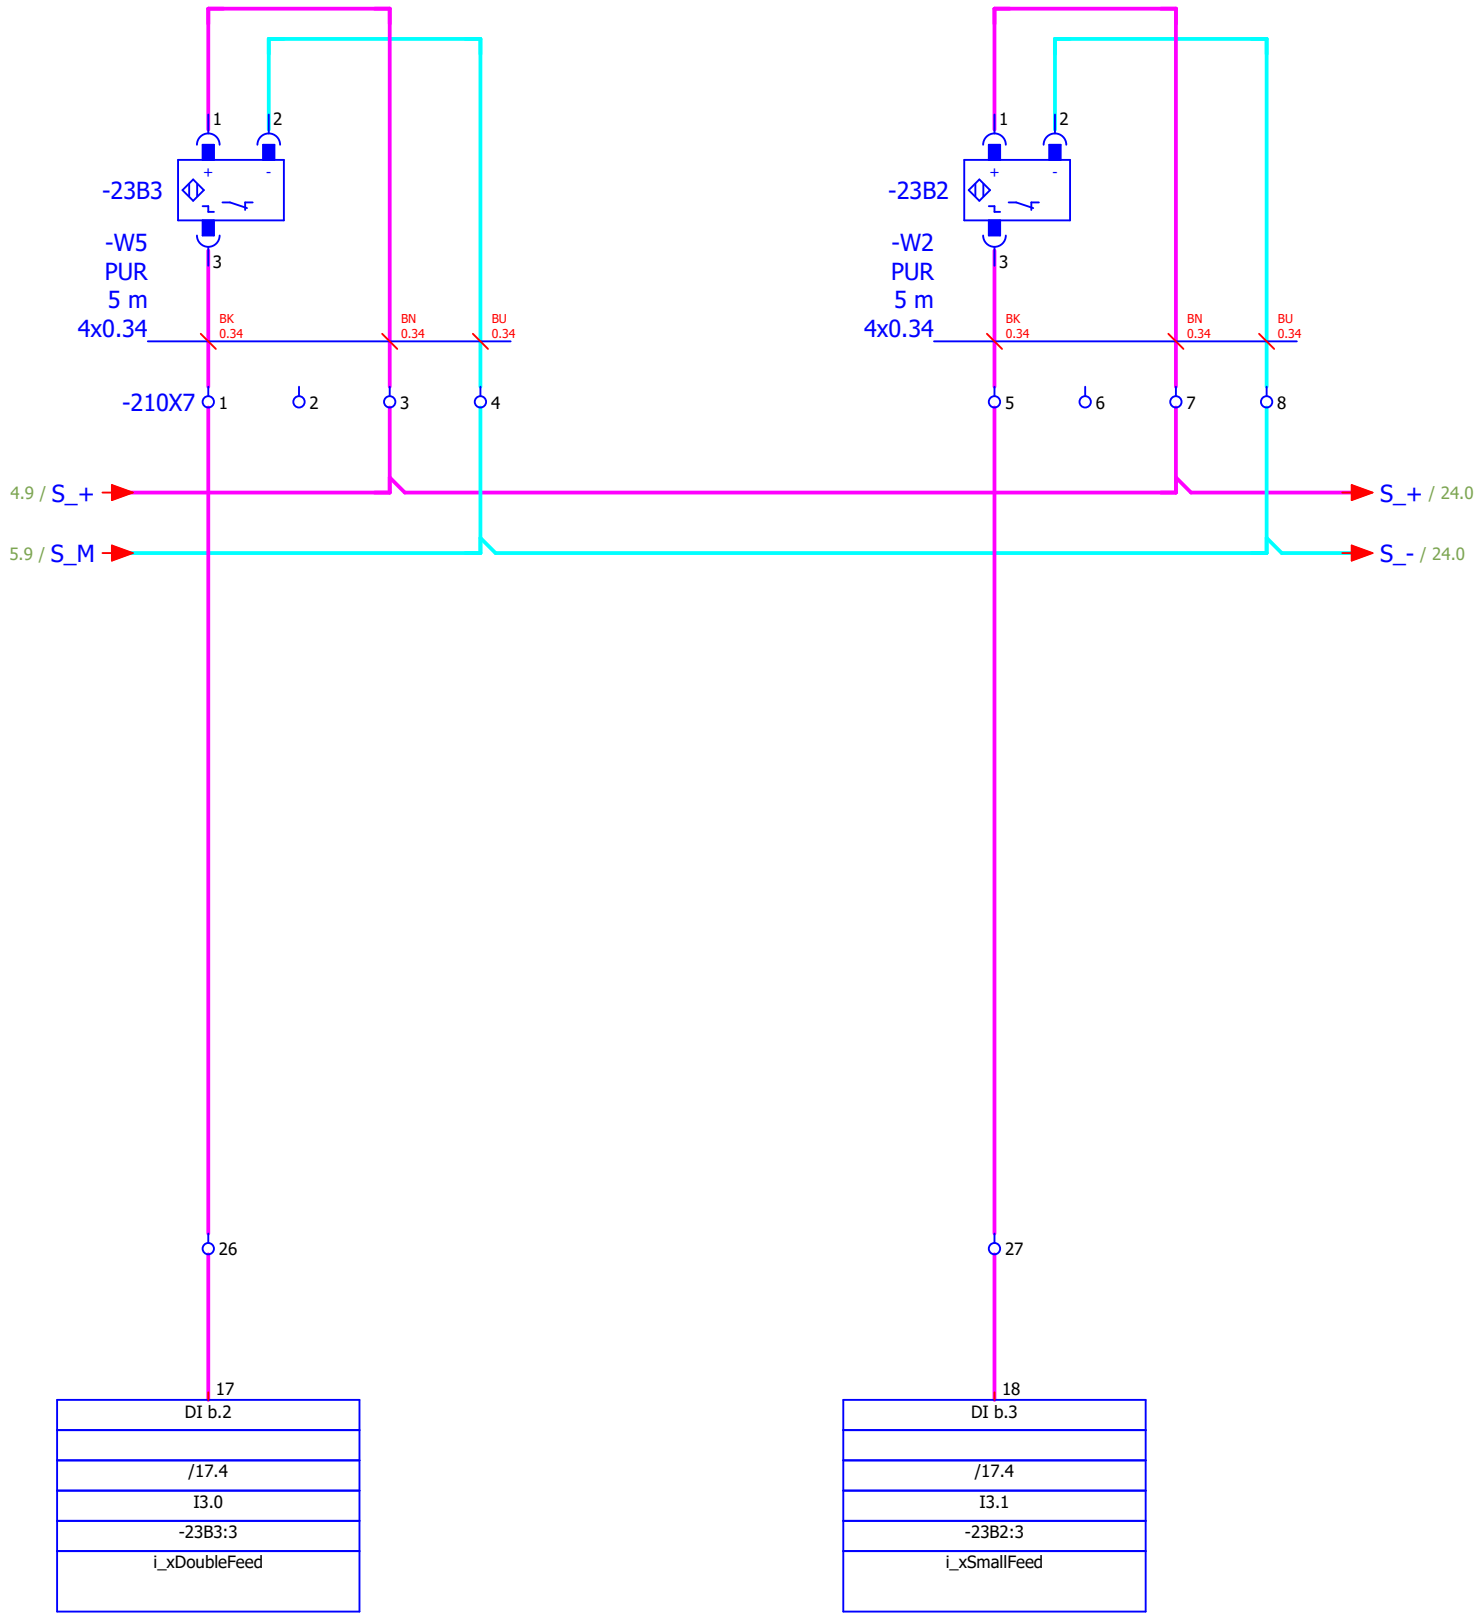 1 2 1 2
+ - + -
-23B3 -23B2
-W5 -W2
PUR PUR
3 3
5 m 5 m
4x0.34 4x0.34
BK BN BU BK BN BU
0.34 0.34 0.34 0.34 0.34 0.34
-210X7 1 2 3 4 5 6 7 8
4.9 / S_+ S_+ / 24.0
5.9 / S_M S_- / 24.0
26 27
17 18
DI b.2 DI b.3
/17.4 /17.4
I3.0 I3.1
-23B3:3 -23B2:3
i_xDoubleFeed i_xSmallFeed